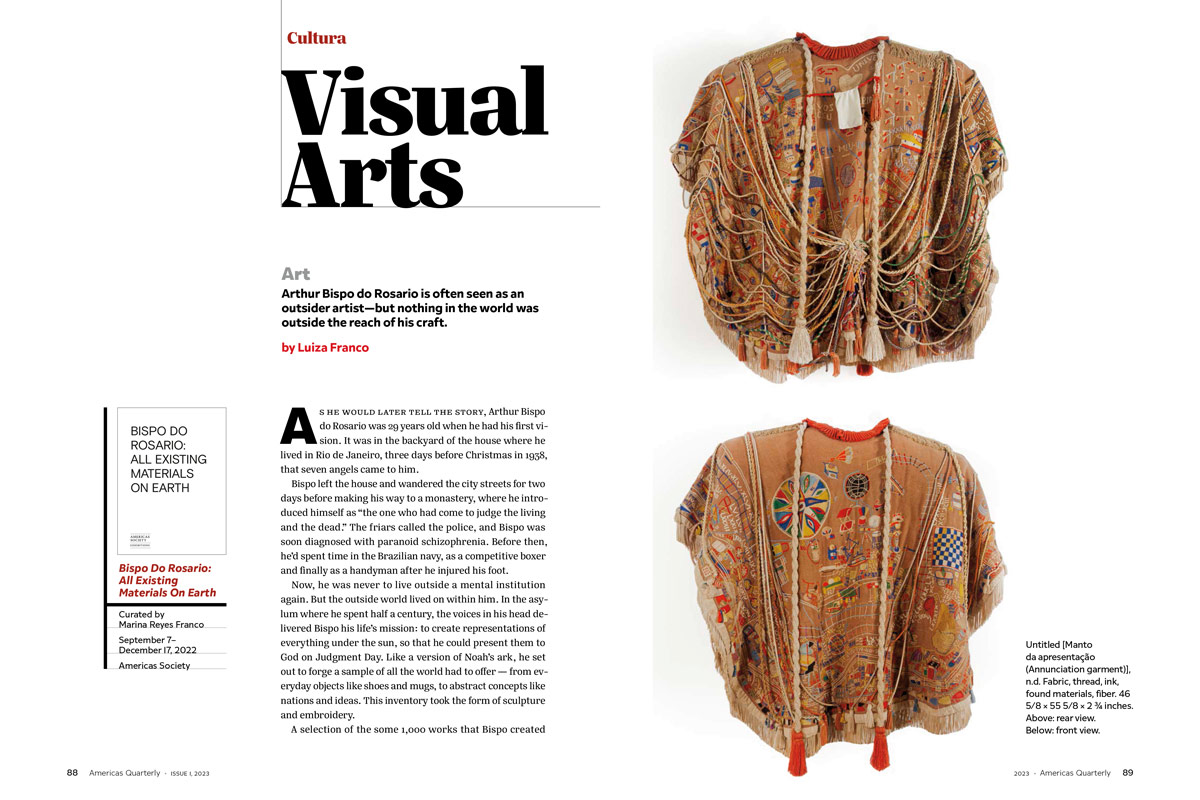 Cultura
Visual
Arts
Art
Arthur Bispo do Rosario is often seen as an
outsider artist—but nothing in the world was
outside the reach of his craft.
by Luiza Franco
BISPO DO
ROSARIO:
ALL EXISTING
MATERIALS
ON EARTH
AMERICAS
SOCIETY
Bispo Do Rosario:
All Existing
Materials On Earth
Curated by
Marina Reyes Franco
September 7–
December 17, 2022
Americas Society
AS HE WOULD LATER TELL THE STORY, Arthur Bispo
do Rosario was 29 years old when he had his first vi-
sion. It was in the backyard of the house where he
lived in Rio de Janeiro, three days before Christmas in 1938,
that seven angels came to him.
Bispo left the house and wandered the city streets for two
days before making his way to a monastery, where he intro-
duced himself as “the one who had come to judge the living
and the dead.” The friars called the police, and Bispo was
soon diagnosed with paranoid schizophrenia. Before then,
he’d spent time in the Brazilian navy, as a competitive boxer
and finally as a handyman after he injured his foot.
Now, he was never to live outside a mental institution
again. But the outside world lived on within him. In the asy-
lum where he spent half a century, the voices in his head de-
livered Bispo his life’s mission: to create representations of
everything under the sun, so that he could present them to
God on Judgment Day. Like a version of Noah’s ark, he set
out to forge a sample of all the world had to offer — from ev-
eryday objects like shoes and mugs, to abstract concepts like
nations and ideas. This inventory took the form of sculpture
and embroidery.
A selection of the some 1,000 works that Bispo created
Untitled [Manto
da apresentação
(Annunciation garment)],
n.d. Fabric, thread, ink,
found materials, fiber. 46
5/8 × 55 5/8 × 2 ¾ inches.
Above: rear view.
Below: front view.
88 Americas Quarterly - ISSUE 1, 2023
2023 - Americas Quarterly 89